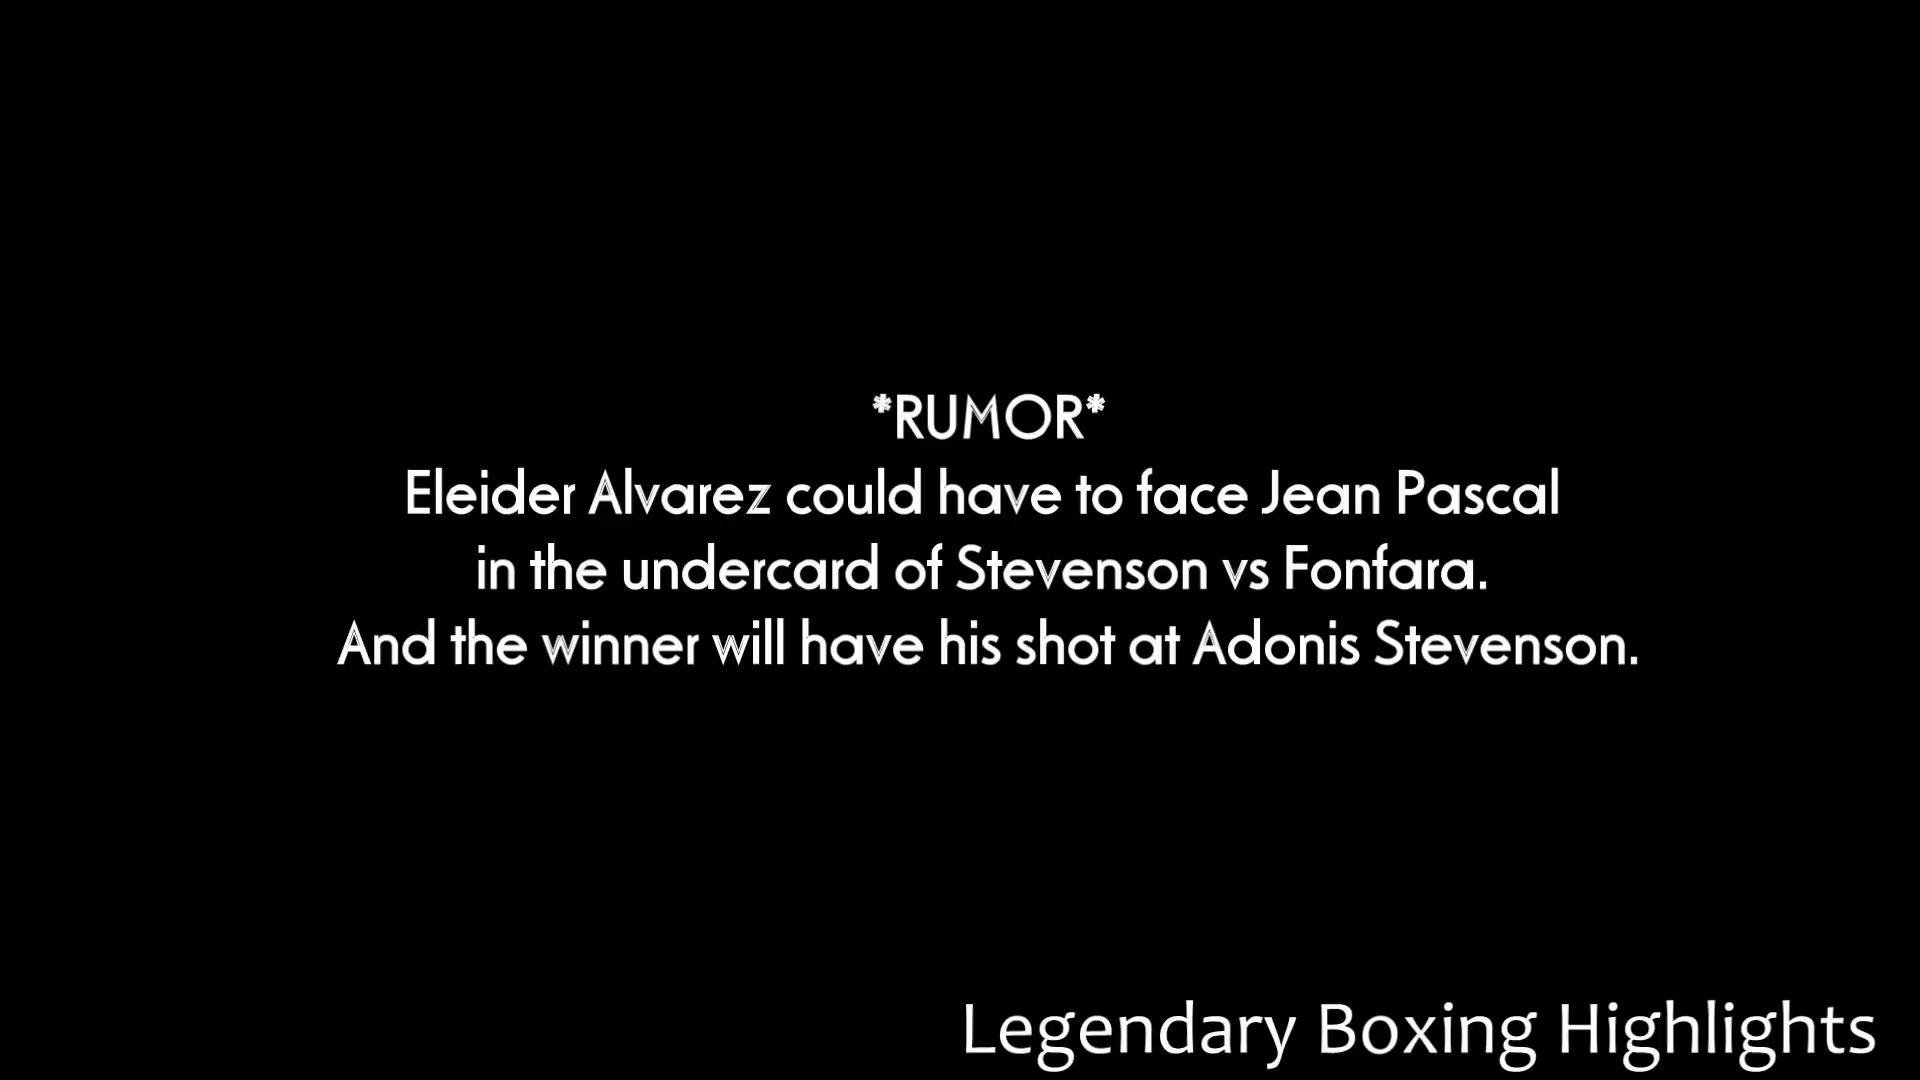 *RUMOR*
Eleider Alvarez could have to face Jean Pascal
in the undercard of Stevenson vs Fonfara.
And the winner will have his shot at Adonis Stevenson.
Legendary Boxing Highlights